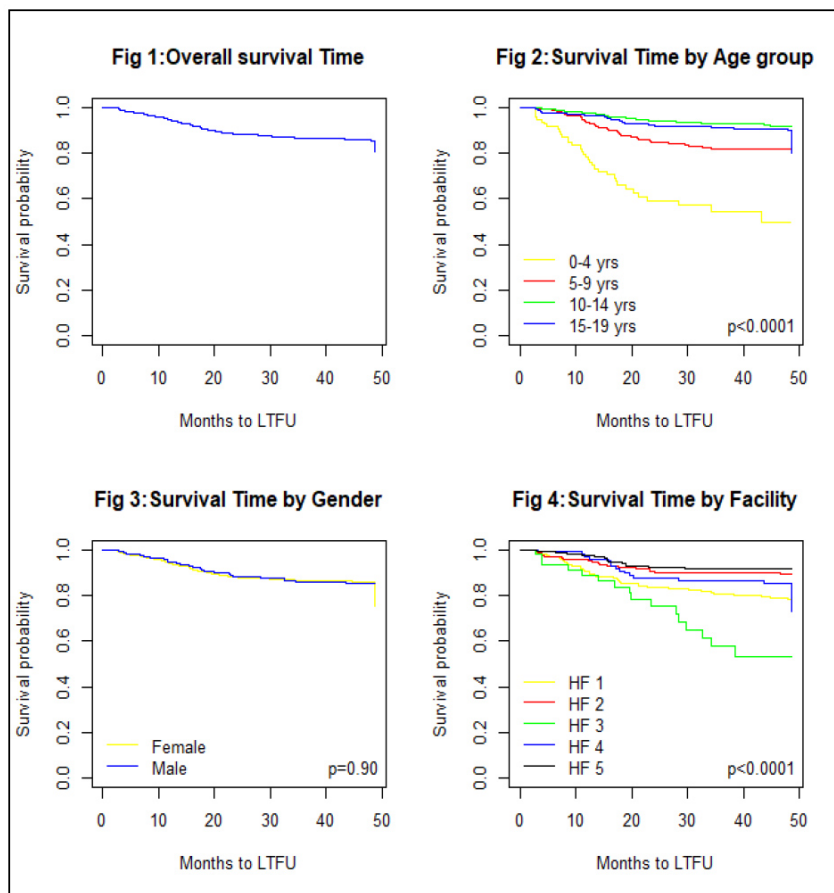 Fig 1:Overall survival Time
Survival probability
1.0
0.8
0.6
0.4
0.2
0.0
0 10 20 30 40 50
Months to LTFU
Fig 2:Survival Time by Age group
Survival probability
1.0
0.8
0.6
0.4
0.2
0.0
0-4 yrs
5-9 yrs
10-14 yrs
15-19 yrs
p<0.0001
0 10 20 30 40 50
Months to LTFU
Fig 3:Survival Time by Gender
Survival probability
1.0
0.8
0.6
0.4
0.2
0.0
Female
Male
p=0.90
0 10 20 30 40 50
Months to LTFU
Fig 4:Survival Time by Facility
Survival probability
1.0
0.8
0.6
0.4
0.2
0.0
HF 1
HF 2
HF 3
HF 4
HF 5
p<0.0001
0 10 20 30 40 50
Months to LTFU